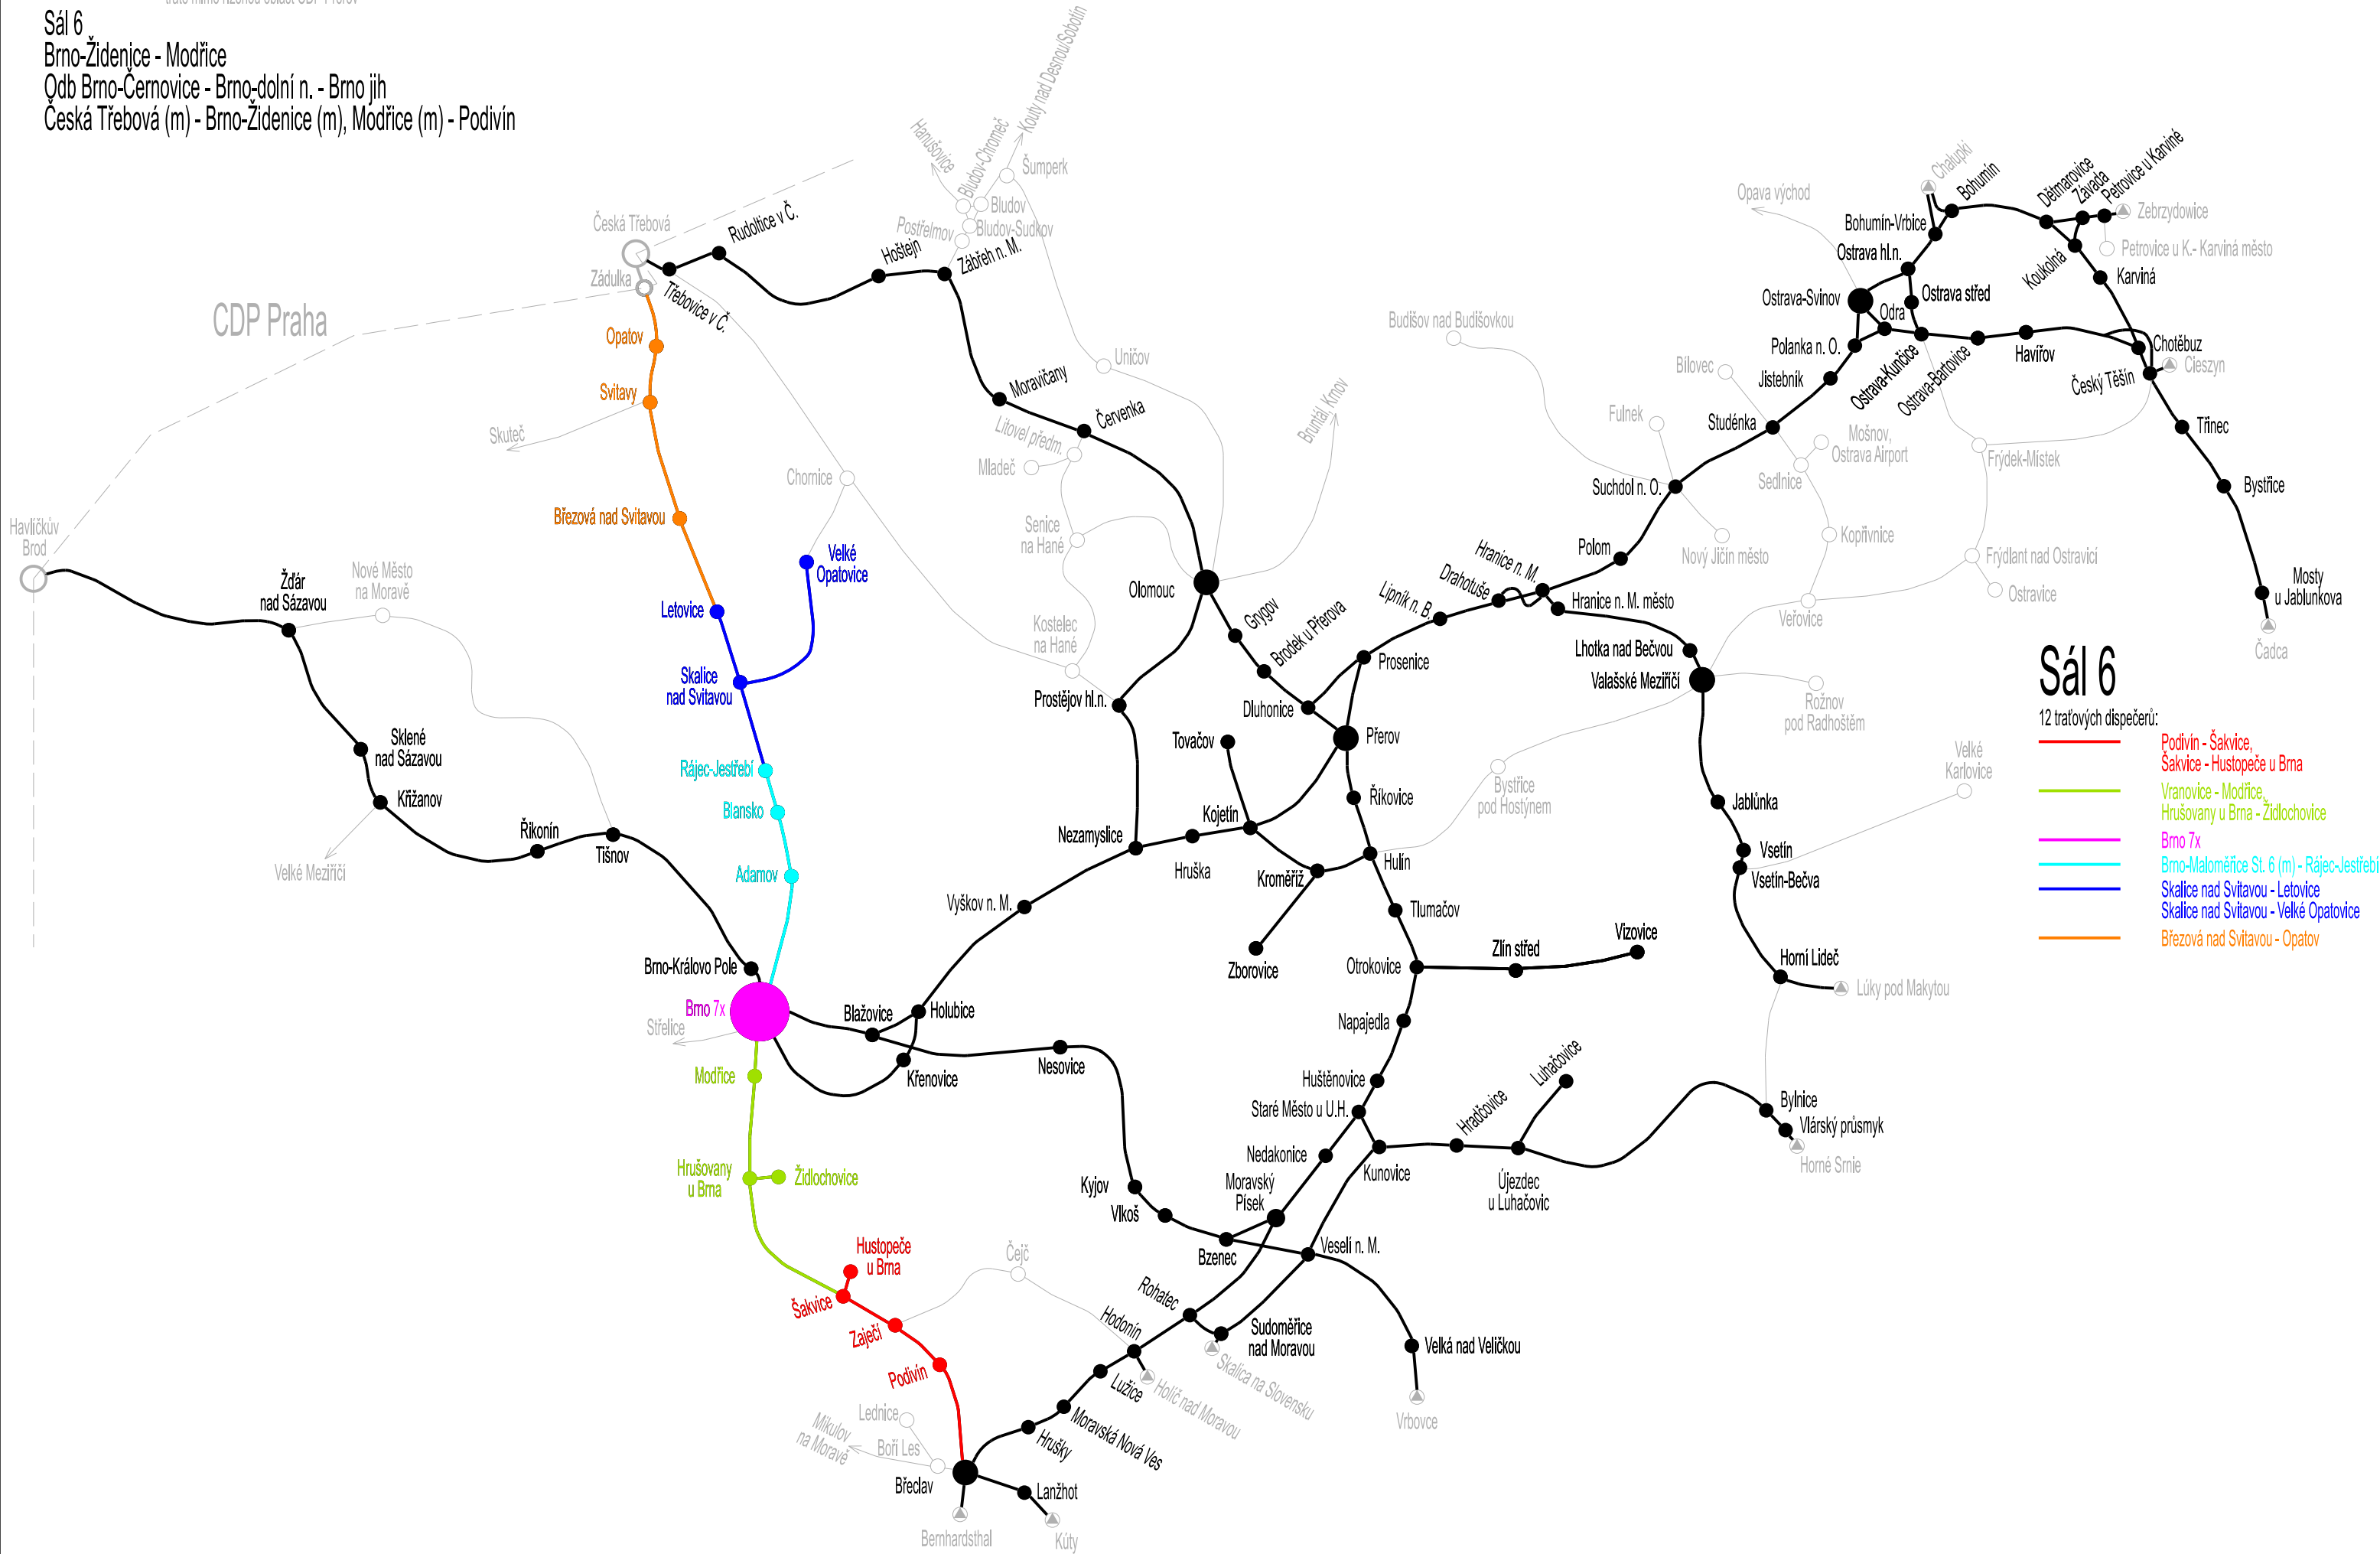 Sál 6
Brno-Židenice - Modřice
Odb Brno-Černovice - Brno-dolní n. - Brno jih
Česká Třebová (m) - Brno-Židenice (m), Modřice (m) - Podivín
CDP Praha
Česká Třebová
Zádulka
Třebovice v Č.
Rudoltice v Č.
Hoštejn
Zábřeh n. M.
Postřelmov
Bludov-Sudkov
Bludov
Bludov-Chromeč
Hanušovice
Šumperk
Kouty nad Desnou/Sobotín
Opatov
Svitavy
Skuteč
Březová nad Svitavou
Letovice
Velké
Opatovice
Skalice
nad Svitavou
Rájec-Jestřebí
Blansko
Adamov
Chornice
Moravičany
Červenka
Uničov
Litovel předm.
Mladeč
Senice
na Hané
Kostelec
na Hané
Bruntál, Krnov
Olomouc
Prostějov hl.n.
Grygov
Brodek u Přerova
Dluhonice
Přerov
Prosenice
Lipník n. B.
Drahotuše
Hranice n. M.
Hranice n. M. město
Polom
Suchdol n. O.
Budišov nad Budišovkou
Fulnek
Nový Jičín město
Bílovec
Studénka
Mošnov,
Ostrava Airport
Sedlnice
Kopřivnice
Veřovice
Jistebník
Polanka n. O.
Ostrava-Svinov
Odra
Opava východ
Ostrava hl.n.
Ostrava střed
Bohumín-Vrbice
Chałupki
Bohumín
Dětmarovice
Závada
Petrovice u Karviné
Zebrzydowice
Petrovice u K.- Karviná město
Koukolná
Karviná
Ostrava-Kunčice
Ostrava-Bartovice
Havířov
Chotěbuz
Český Těšín
Cieszyn
Třinec
Bystřice
Mosty
u Jablunkova
Čadca
Frýdek-Místek
Frýdlant nad Ostravicí
Ostravice
Lhotka nad Bečvou
Valašské Meziříčí
Rožnov
pod Radhoštěm
Jablůnka
Vsetín
Vsetín-Bečva
Velké
Karlovice
Horní Lideč
Lúky pod Makytou
Bystřice
pod Hostýnem
Havlíčkův
Brod
Žďár
nad Sázavou
Nové Město
na Moravě
Sklené
nad Sázavou
Křižanov
Velké Meziříčí
Řikonín
Tišnov
Brno-Královo Pole
Brno 7x
Střelice
Modřice
Hrušovany
u Brna
Židlochovice
Hustopeče
u Brna
Šakvice
Zaječí
Podivín
Čejč
Lednice
Boří Les
Mikulov
na Moravě
Břeclav
Bernhardsthal
Lanžhot
Kúty
Hrušky
Moravská Nová Ves
Lužice
Hodonín
Holíč nad Moravou
Rohatec
Sudoměřice
nad Moravou
Skalica na Slovensku
Blažovice
Holubice
Křenovice
Nesovice
Kyjov
Vlkoš
Bzenec
Moravský
Písek
Veselí n. M.
Velká nad Veličkou
Vrbovce
Vyškov n. M.
Nezamyslice
Hruška
Kojetín
Tovačov
Kroměříž
Zborovice
Říkovice
Hulín
Tlumačov
Otrokovice
Zlín střed
Vizovice
Napajedla
Huštěnovice
Staré Město u U.H.
Nedakonice
Kunovice
Hradčovice
Luhačovice
Újezdec
u Luhačovic
Bylnice
Vlárský průsmyk
Horné Srnie
Sál 6
12 traťových dispečerů:
Podivín - Šakvice,
Šakvice - Hustopeče u Brna
Vranovice - Modřice,
Hrušovany u Brna - Židlochovice
Brno 7x
Brno-Maloměřice St. 6 (m) - Rájec-Jestřebí
Skalice nad Svitavou - Letovice
Skalice nad Svitavou - Velké Opatovice
Březová nad Svitavou - Opatov